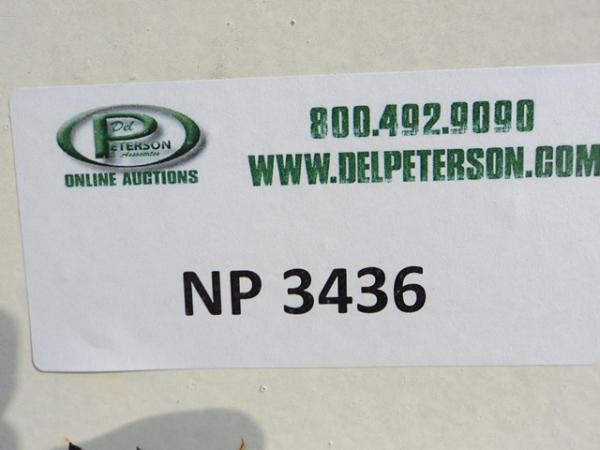 Del
PETERSON
Associates
ONLINE AUCTIONS
800.492.9090
WWW.DELPETERSON.COM
NP 3436